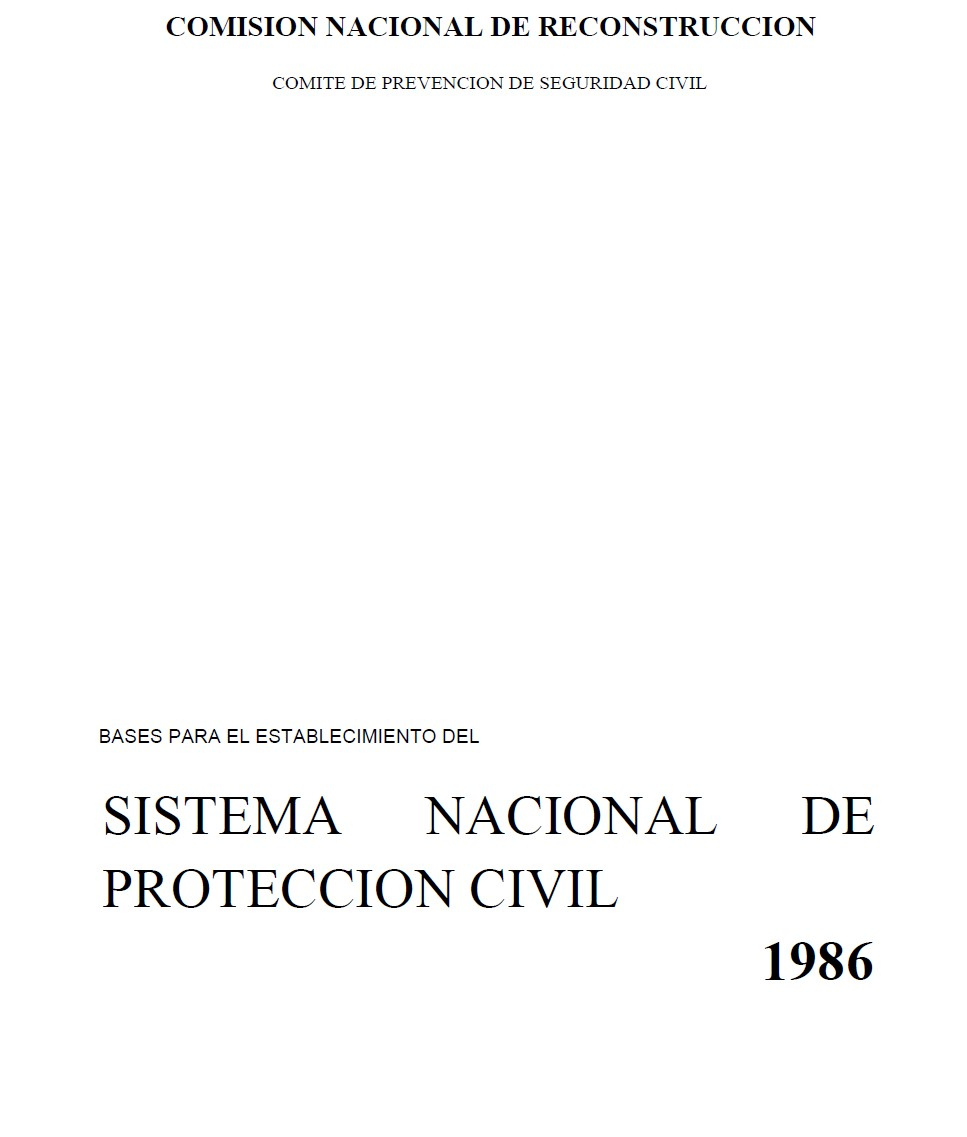 COMISION NACIONAL DE RECONSTRUCCION
COMITE DE PREVENCION DE SEGURIDAD CIVIL
BASES PARA EL ESTABLECIMIENTO DEL
SISTEMA NACIONAL DE
PROTECCION CIVIL
1986